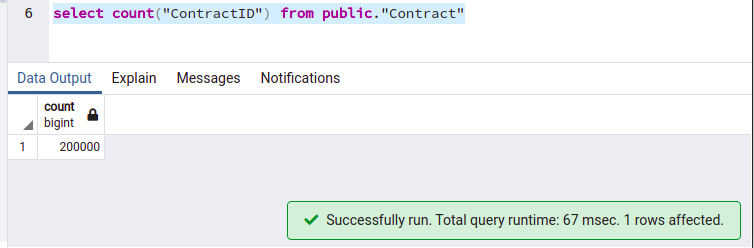 6 select count("ContractID") from public."Contract"
Data Output Explain Messages Notifications
count
bigint
1 200000
Successfully run. Total query runtime: 67 msec. 1 rows affected.